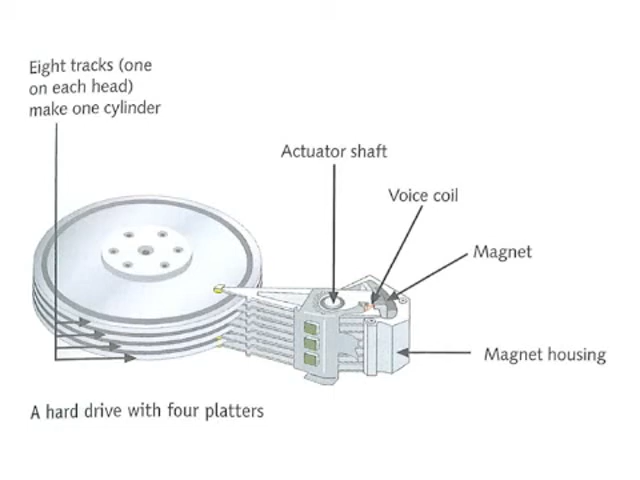 Eight tracks (one
on each head)
make one cylinder
Actuator shaft
Voice coil
Magnet
Magnet housing
A hard drive with four platters